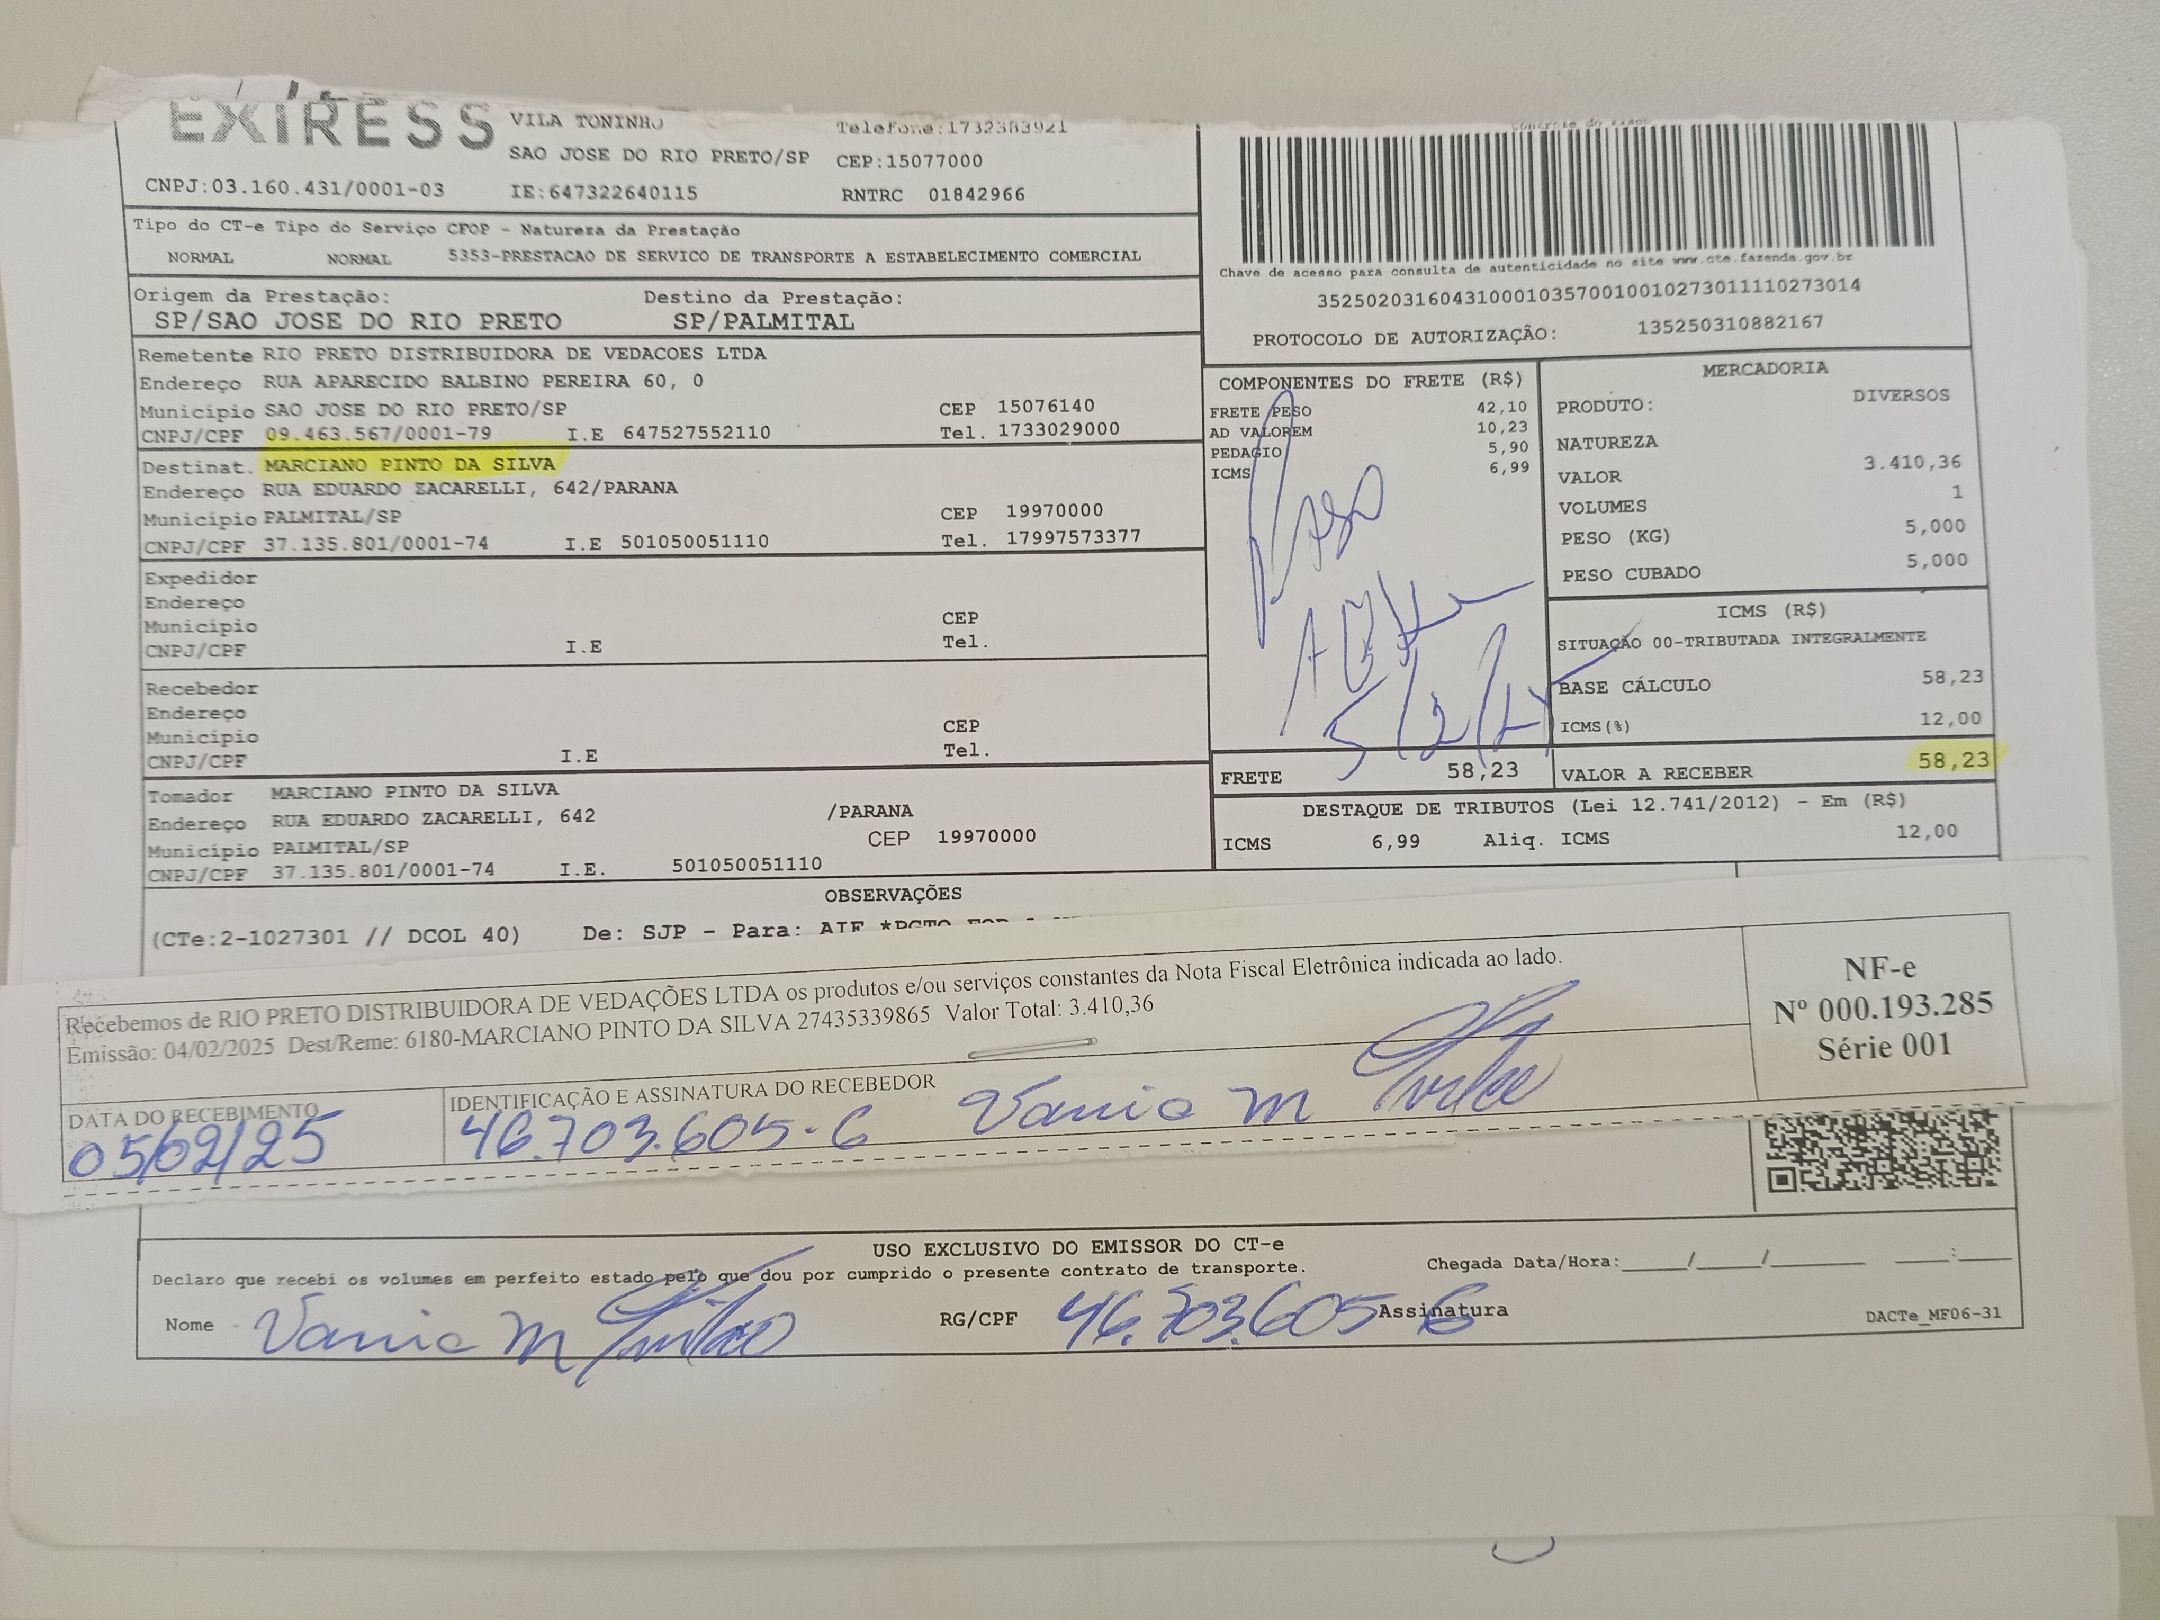 EXPRESS
VILA TONINHO Telefone:1732383921
SAO JOSE DO RIO PRETO/SP CEP:15077000
CNPJ:03.160.431/0001-03 IE:647322640115 RNTRC 01842966
Tipo do CT-e Tipo do Serviço CFOP - Natureza da Prestação
NORMAL NORMAL 5353-PRESTACAO DE SERVICO DE TRANSPORTE A ESTABELECIMENTO COMERCIAL
Origem da Prestação: Destino da Prestação:
SP/SAO JOSE DO RIO PRETO SP/PALMITAL
Remetente RIO PRETO DISTRIBUIDORA DE VEDACOES LTDA
Endereço RUA APARECIDO BALBINO PEREIRA 60, 0
Município SAO JOSE DO RIO PRETO/SP CEP 15076140
CNPJ/CPF 09.463.567/0001-79 I.E 647527552110 Tel. 1733029000
Destinat. MARCIANO PINTO DA SILVA
Endereço RUA EDUARDO ZACARELLI, 642/PARANA
Município PALMITAL/SP CEP 19970000
CNPJ/CPF 37.135.801/0001-74 I.E 501050051110 Tel. 17997573377
Expedidor
Endereço
Município CEP
CNPJ/CPF I.E Tel.
Recebedor
Endereço
Município CEP
CNPJ/CPF I.E Tel.
Tomador MARCIANO PINTO DA SILVA
Endereço RUA EDUARDO ZACARELLI, 642 /PARANA
Município PALMITAL/SP CEP 19970000
CNPJ/CPF 37.135.801/0001-74 I.E. 501050051110
Chave de acesso para consulta de autenticidade no site www.cte.fazenda.gov.br
35250203160431000103570010010273011110273014
PROTOCOLO DE AUTORIZAÇÃO: 135250310882167
COMPONENTES DO FRETE (R$)
FRETE PESO 42,10
AD VALOREM 10,23
PEDAGIO 5,90
ICMS 6,99
5/2/25
MERCADORIA
PRODUTO: DIVERSOS
NATUREZA
VALOR 3.410,36
VOLUMES 1
PESO (KG) 5,000
PESO CUBADO 5,000
ICMS (R$)
SITUAÇÃO 00-TRIBUTADA INTEGRALMENTE
BASE CÁLCULO 58,23
ICMS(%) 12,00
FRETE 58,23 VALOR A RECEBER 58,23
DESTAQUE DE TRIBUTOS (Lei 12.741/2012) - Em (R$)
ICMS 6,99 Aliq. ICMS 12,00
OBSERVAÇÕES
(CTe:2-1027301 // DCOL 40) De: SJP - Para:
Recebemos de RIO PRETO DISTRIBUIDORA DE VEDAÇÕES LTDA os produtos e/ou serviços constantes da Nota Fiscal Eletrônica indicada ao lado.
Emissão: 04/02/2025 Dest/Reme: 6180-MARCIANO PINTO DA SILVA 27435339865 Valor Total: 3.410,36
DATA DO RECEBIMENTO
05/02/25
IDENTIFICAÇÃO E ASSINATURA DO RECEBEDOR
46.703.605-6 Vania M
NF-e
Nº 000.193.285
Série 001
USO EXCLUSIVO DO EMISSOR DO CT-e
Declaro que recebi os volumes em perfeito estado pelo que dou por cumprido o presente contrato de transporte. Chegada Data/Hora:____/____/______ ____:____
Nome Vania M RG/CPF 46.703.605 6 Assinatura DACTe_MF06-31